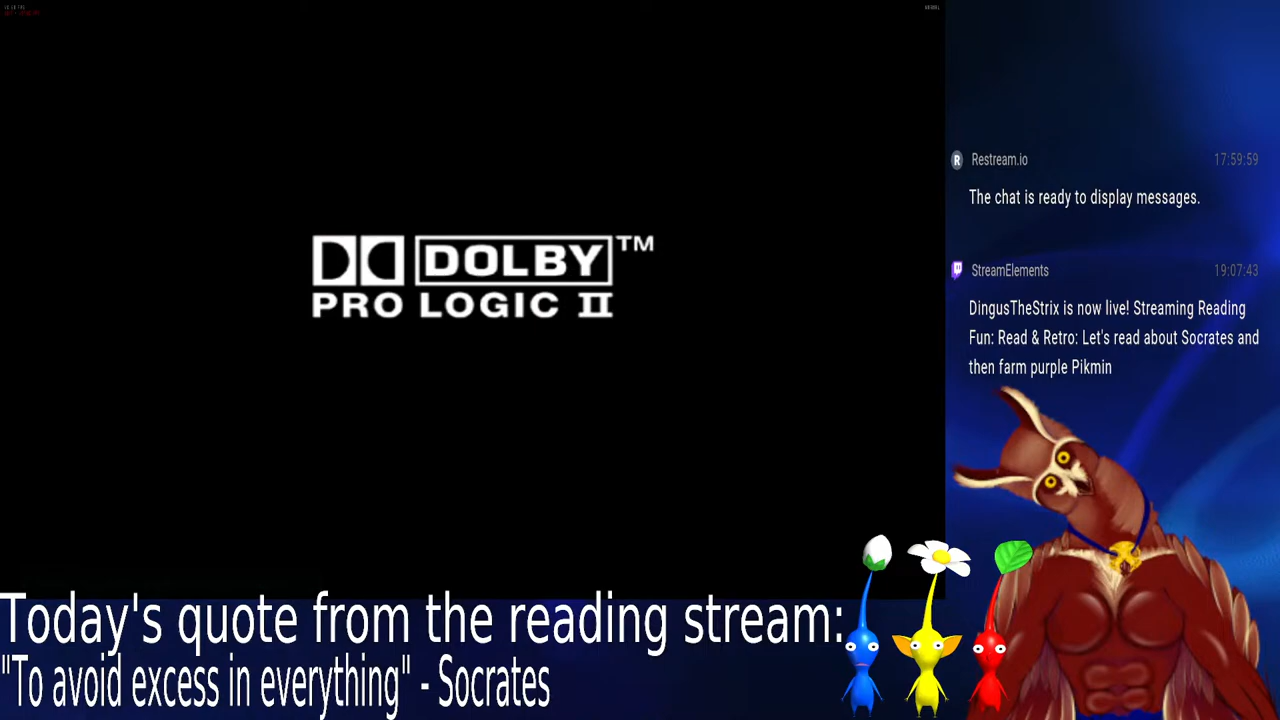 DOLBY™
PRO LOGIC II
R Restream.io 17:59:59
The chat is ready to display messages.
StreamElements 19:07:43
DingusTheStrix is now live! Streaming Reading
Fun: Read & Retro: Let's read about Socrates and
then farm purple Pikmin
Today's quote from the reading stream:
"To avoid excess in everything" - Socrates